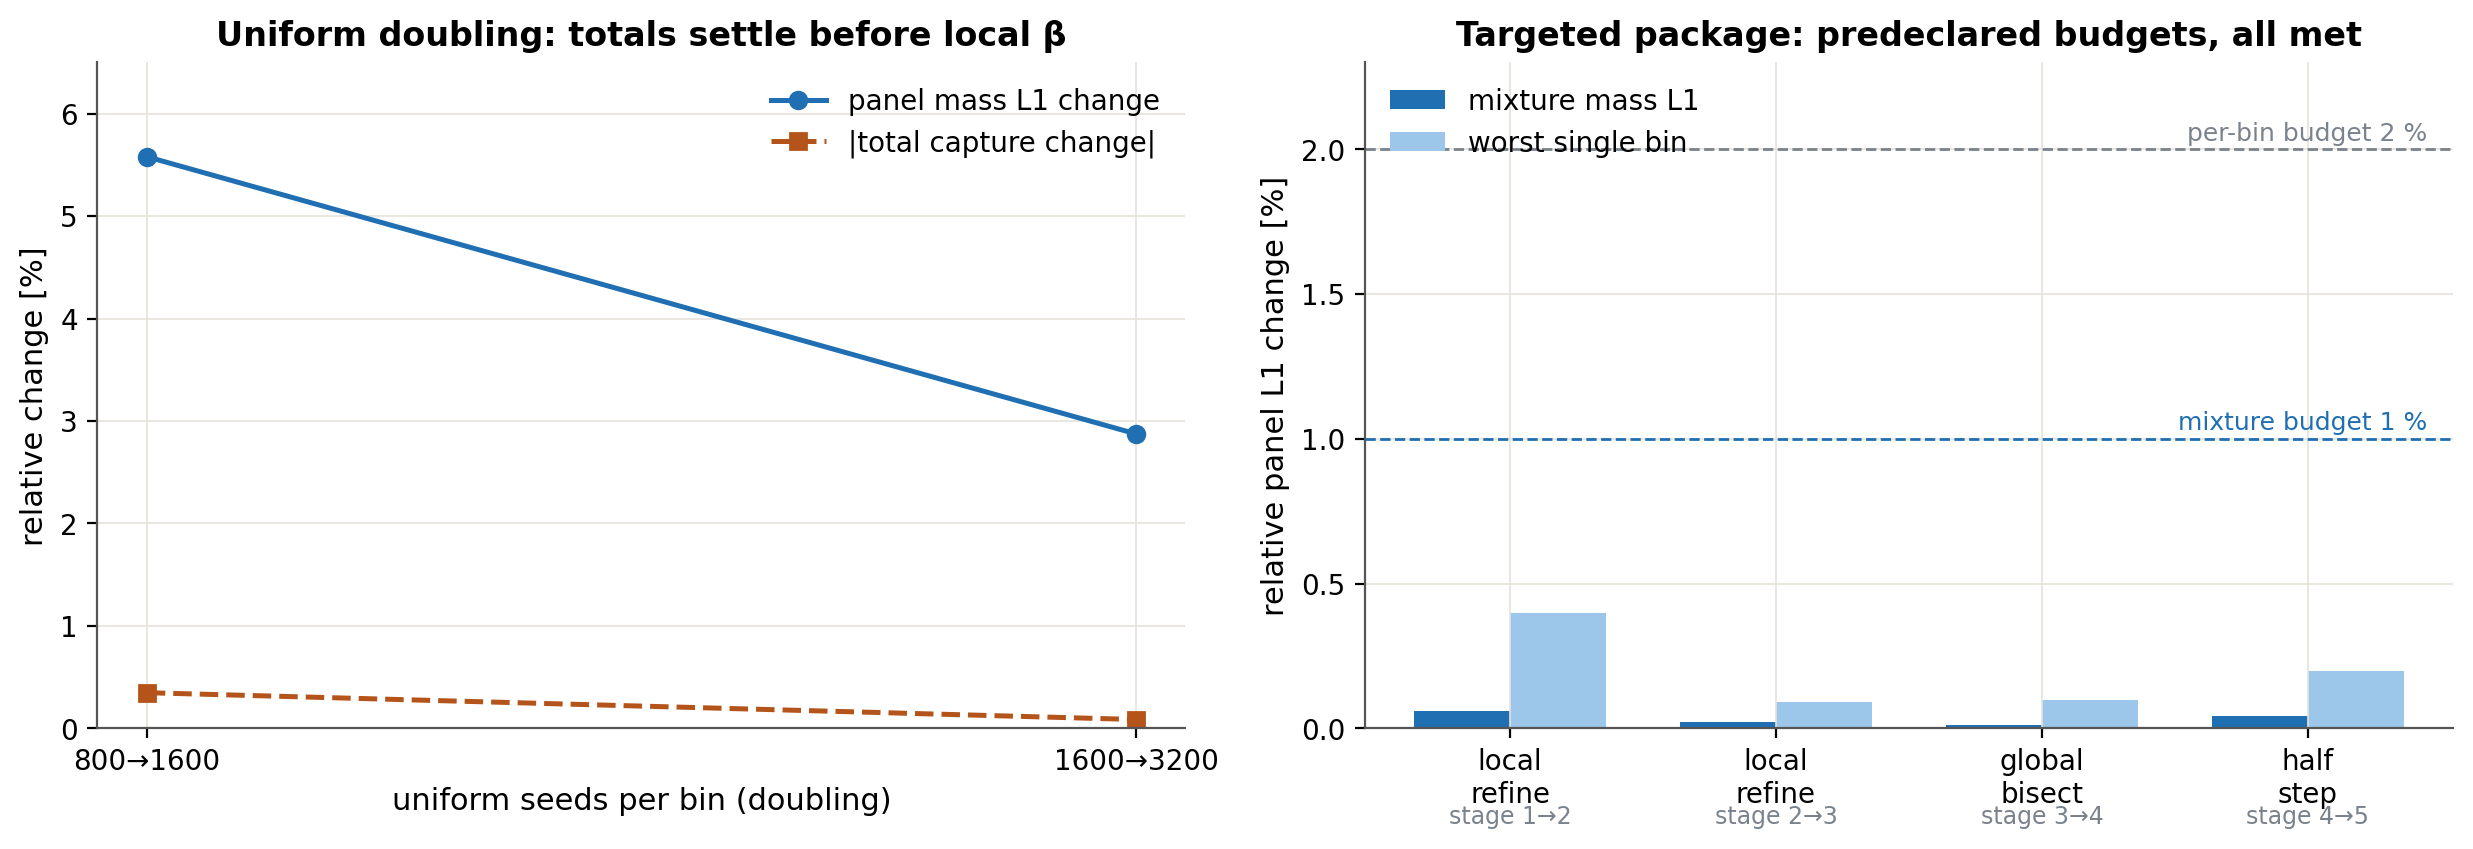 Uniform doubling: totals settle before local β
panel mass L1 change
|total capture change|
relative change [%]
6
5
4
3
2
1
0
800→1600
1600→3200
uniform seeds per bin (doubling)
Targeted package: predeclared budgets, all met
mixture mass L1
worst single bin
per-bin budget 2 %
mixture budget 1 %
relative panel L1 change [%]
2.0
1.5
1.0
0.5
0.0
local
refine
stage 1→2
local
refine
stage 2→3
global
bisect
stage 3→4
half
step
stage 4→5